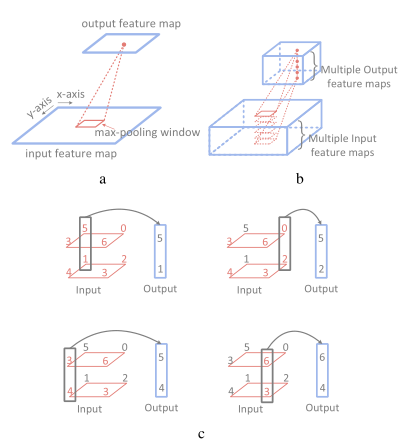 output feature map
x-axis
y-axis
max-pooling window
input feature map
a
Multiple Output
feature maps
Multiple Input
feature maps
b
5 0
3 6
1 2
4 3
5
1
Input Output
5 0
3 6
1 2
4 3
5
2
Input Output
5 0
3 6
1 2
4 3
5
4
Input Output
5 0
3 6
1 2
4 3
6
4
Input Output
c